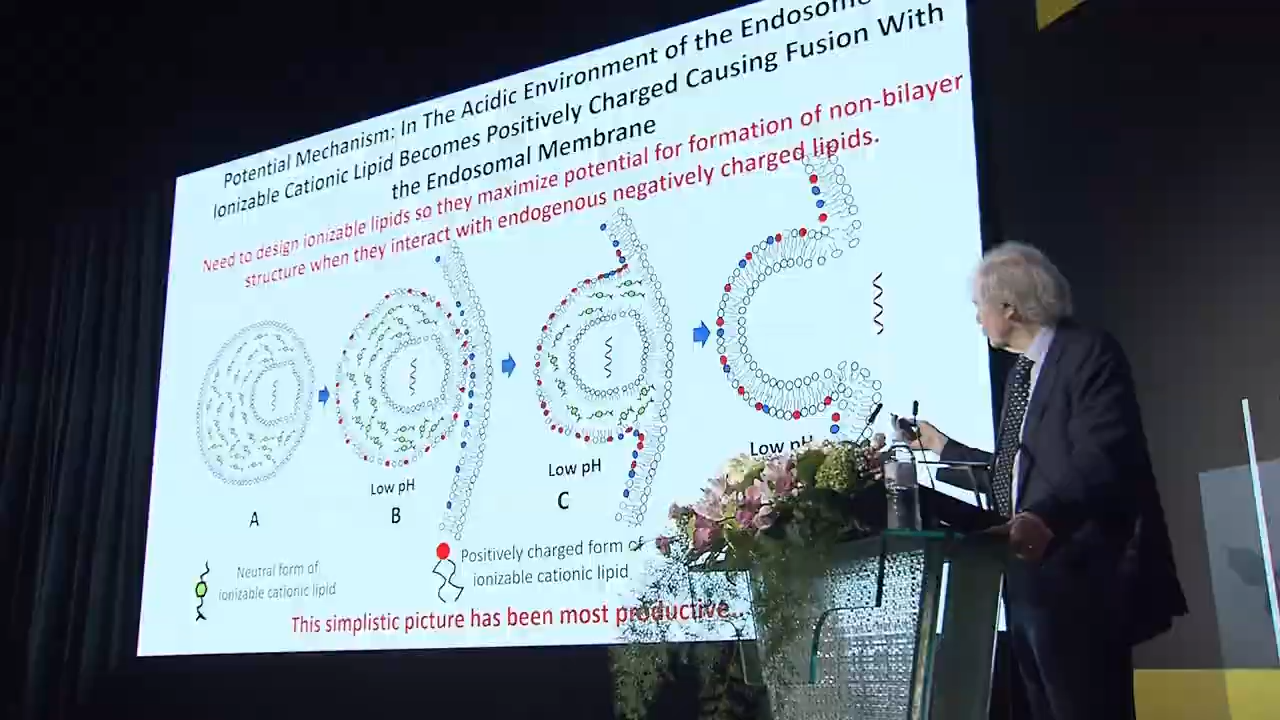 Potential Mechanism: In The Acidic Environment of the Endosome
Ionizable Cationic Lipid Becomes Positively Charged Causing Fusion With
the Endosomal Membrane
Need to design ionizable lipids so they maximize potential for formation of non-bilayer
structure when they interact with endogenous negatively charged lipids.
Low pH
Low pH
Low pH
A
B
C
Neutral form of
ionizable cationic lipid
Positively charged form of
ionizable cationic lipid
This simplistic picture has been most productive..